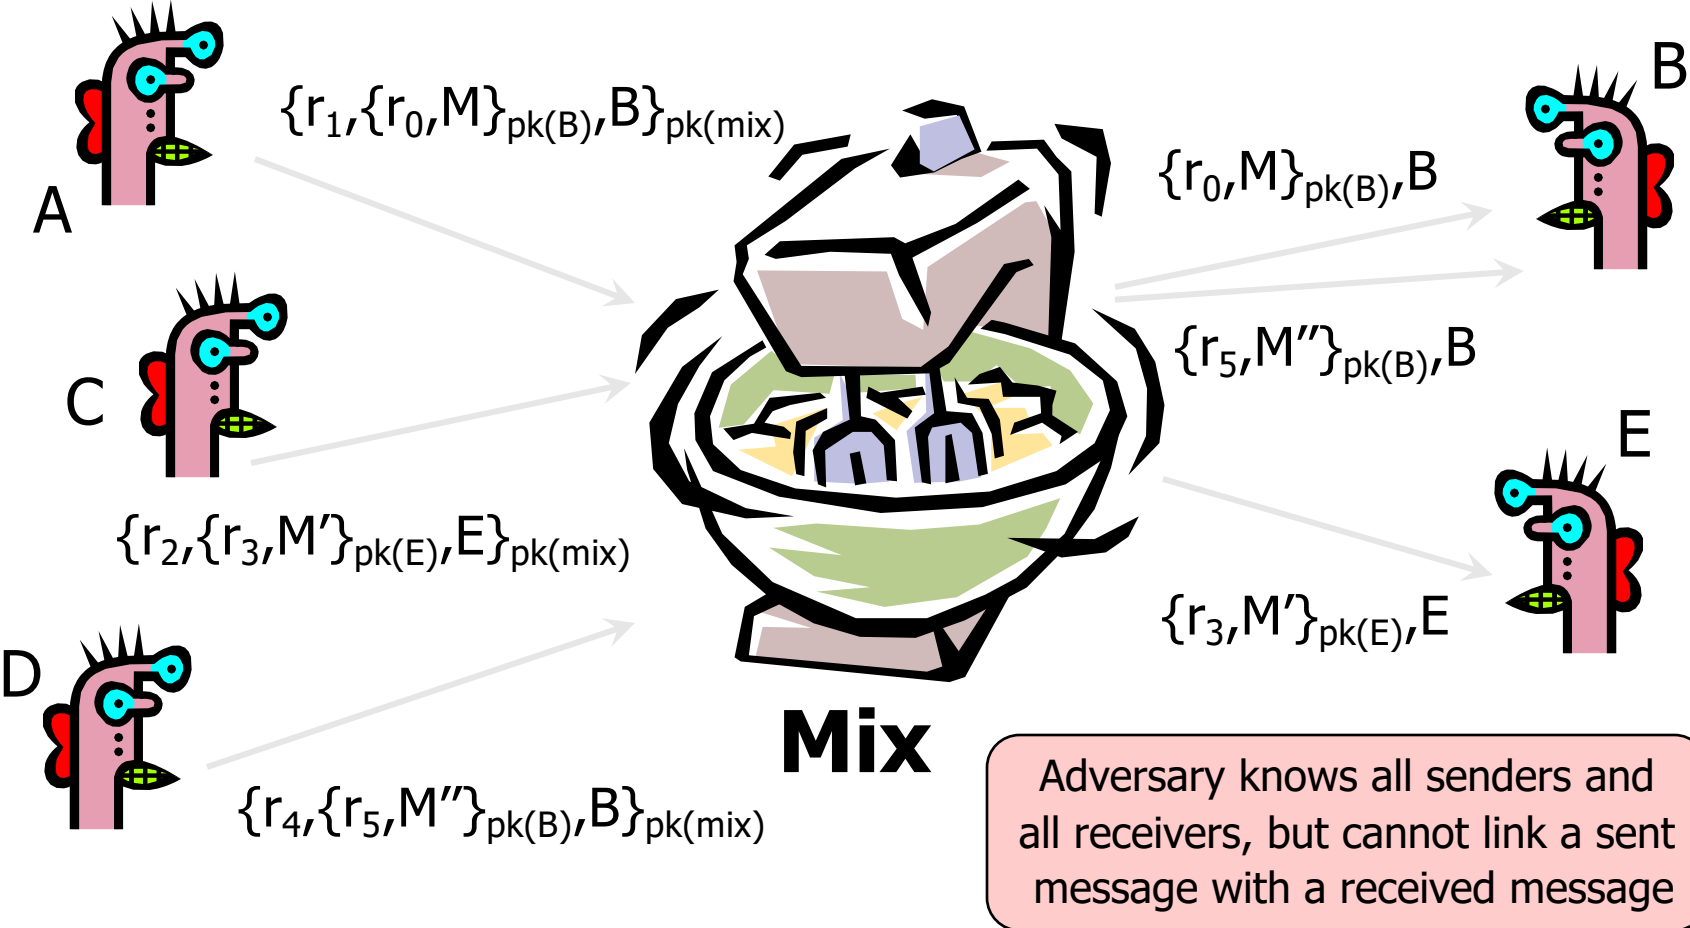 A
{r₁,{r₀,M}pk(B),B}pk(mix)
B
{r₀,M}pk(B),B
{r₅,M″}pk(B),B
C
{r₂,{r₃,M′}pk(E),E}pk(mix)
E
{r₃,M′}pk(E),E
D
{r₄,{r₅,M″}pk(B),B}pk(mix)
Mix
Adversary knows all senders and
all receivers, but cannot link a sent
message with a received message